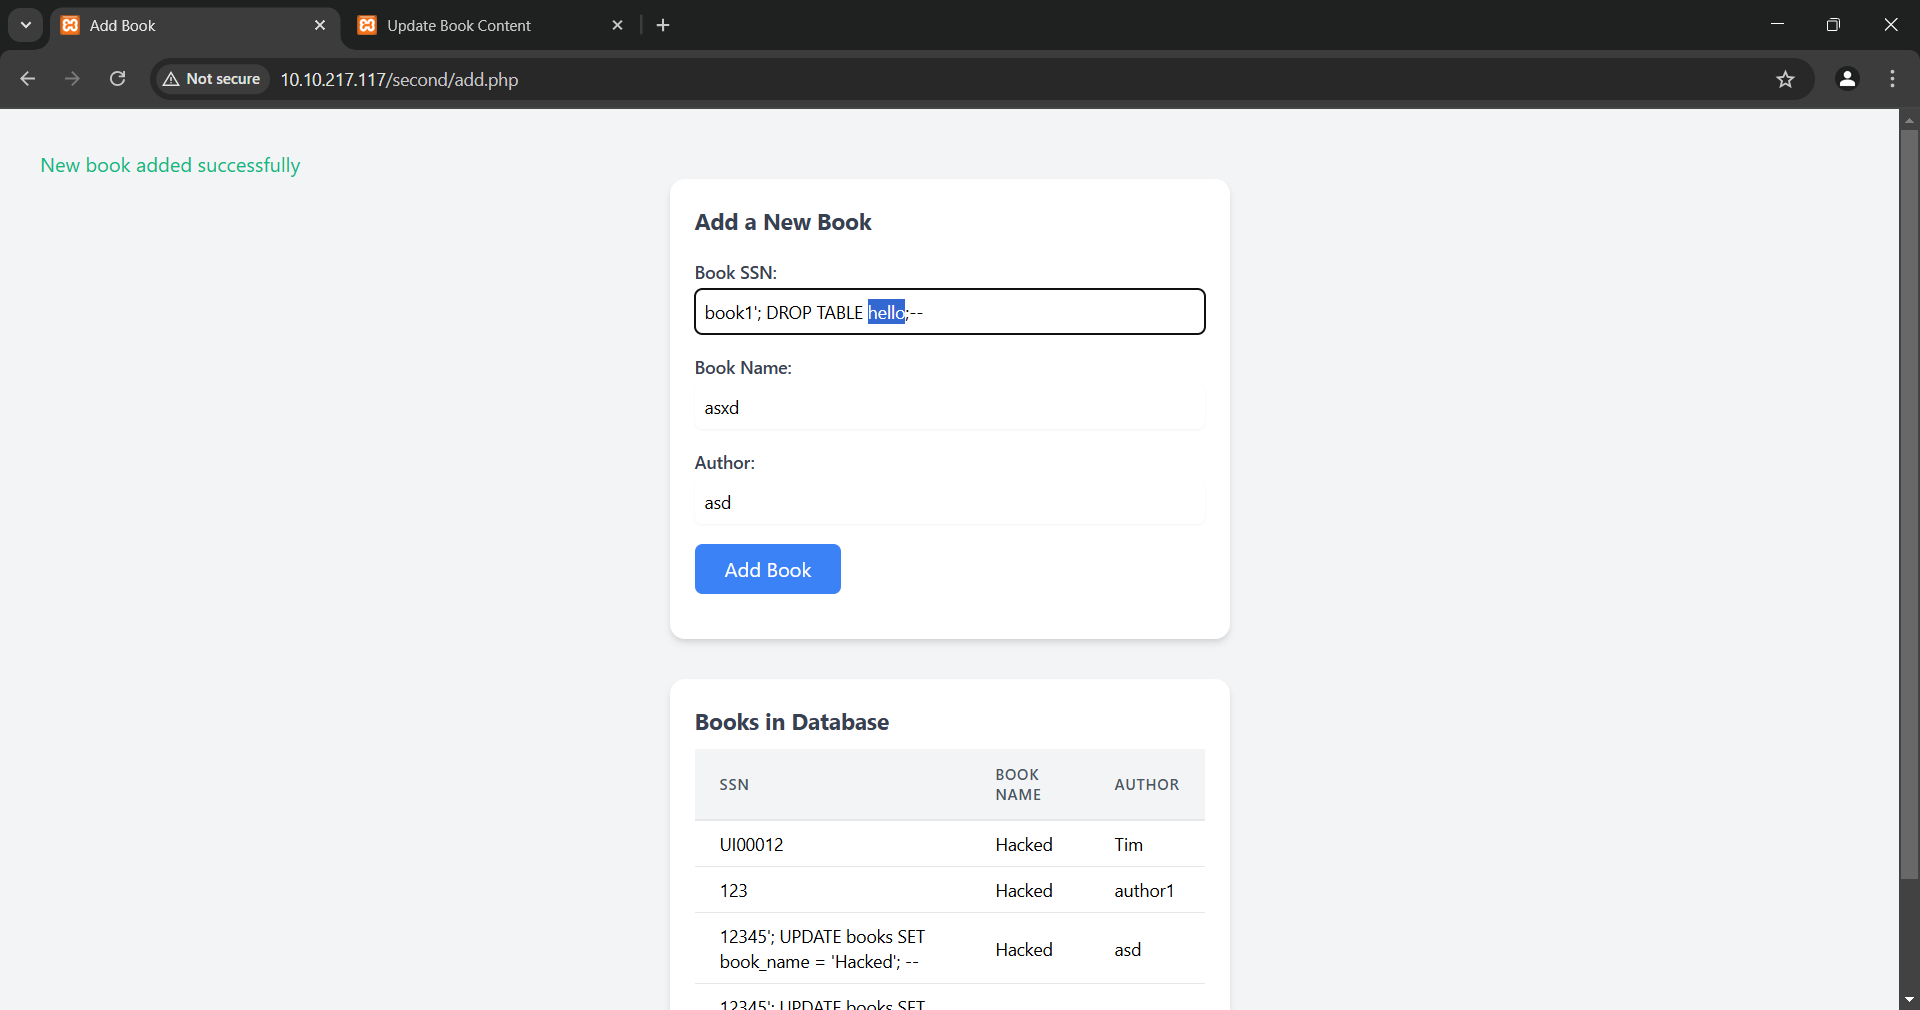 Add Book
Update Book Content
Not secure
10.10.217.117/second/add.php
New book added successfully
Add a New Book
Book SSN:
book1'; DROP TABLE hello;--
Book Name:
asxd
Author:
asd
Add Book
Books in Database
SSN BOOK NAME AUTHOR
UI00012 Hacked Tim
123 Hacked author1
12345'; UPDATE books SET
book_name = 'Hacked'; -- Hacked asd
12345'; UPDATE books SET